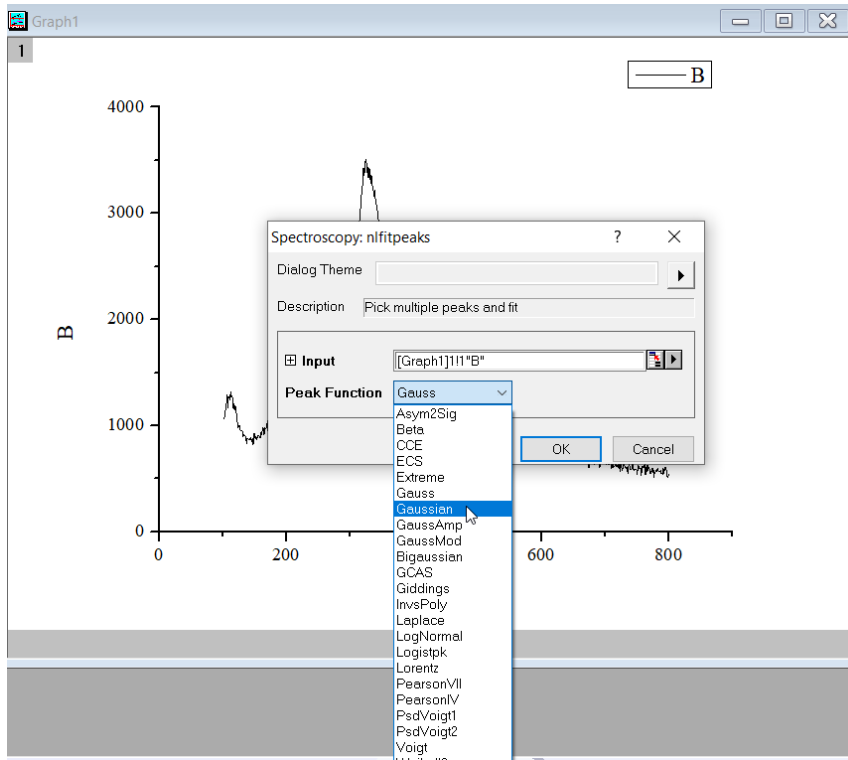 Graph1
1
B
4000
3000
2000
1000
0
B
0 200 600 800
Spectroscopy: nlfitpeaks ?
Dialog Theme
Description Pick multiple peaks and fit
Input [Graph1]1!1"B"
Peak Function Gauss
OK Cancel
Asym2Sig
Beta
CCE
ECS
Extreme
Gauss
Gaussian
GaussAmp
GaussMod
Bigaussian
GCAS
Giddings
InvsPoly
Laplace
LogNormal
Logistpk
Lorentz
PearsonVII
PearsonIV
PsdVoigt1
PsdVoigt2
Voigt